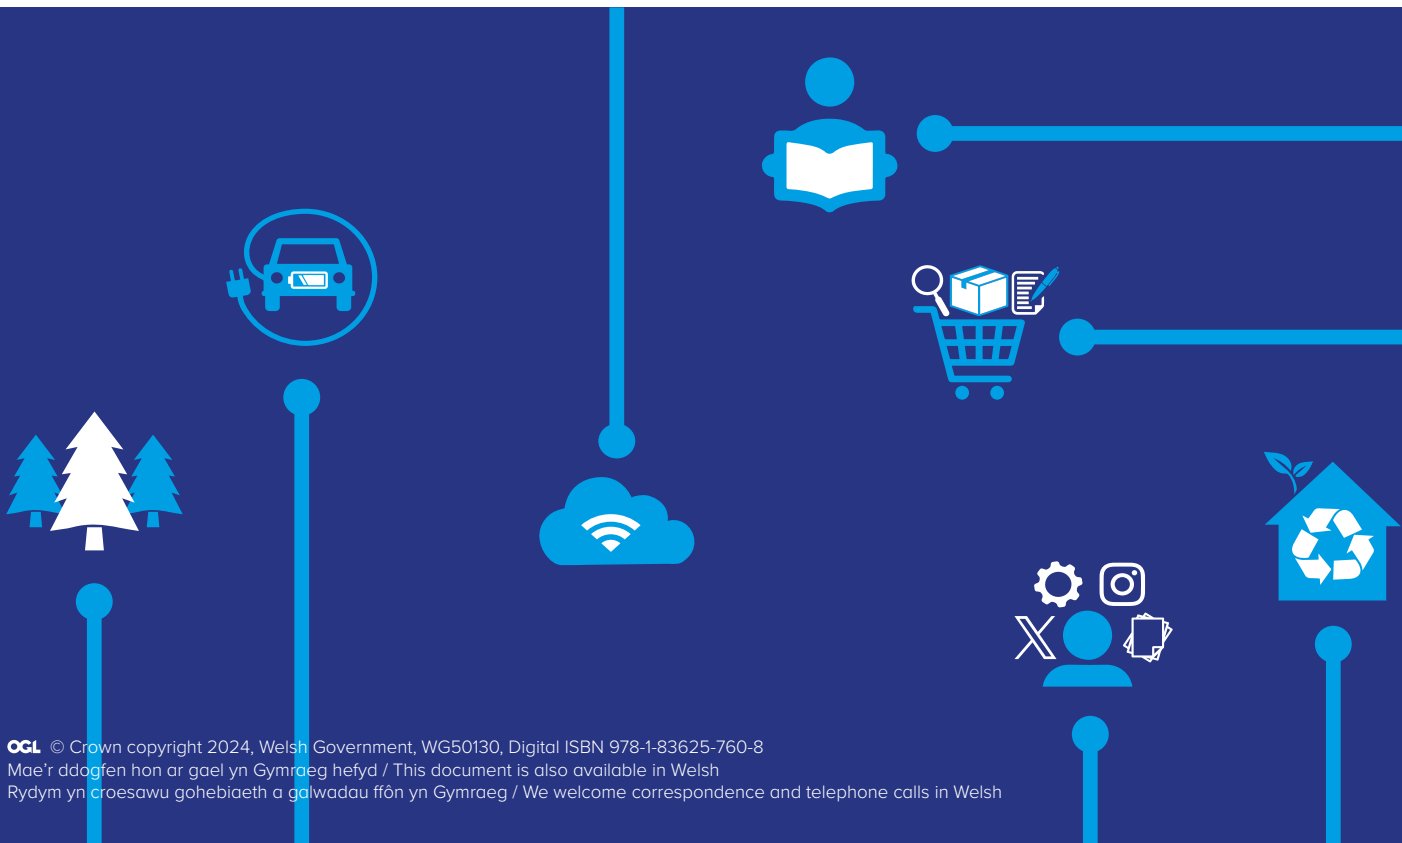 OGL © Crown copyright 2024, Welsh Government, WG50130, Digital ISBN 978-1-83625-760-8
Mae'r ddogfen hon ar gael yn Gymraeg hefyd / This document is also available in Welsh
Rydym yn croesawu gohebiaeth a galwadau ffôn yn Gymraeg / We welcome correspondence and telephone calls in Welsh